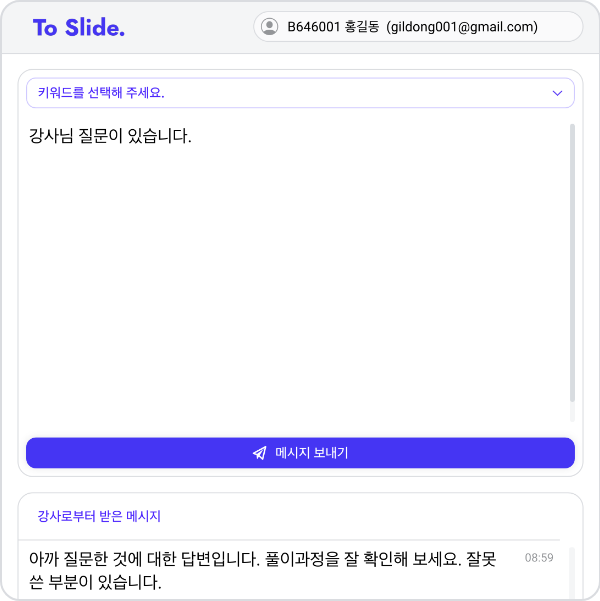 To Slide.
B646001 홍길동 (gildong001@gmail.com)
키워드를 선택해 주세요.
강사님 질문이 있습니다.
메시지 보내기
강사로부터 받은 메시지
아까 질문한 것에 대한 답변입니다. 풀이과정을 잘 확인해 보세요. 잘못 08:59
쓴 부분이 있습니다.